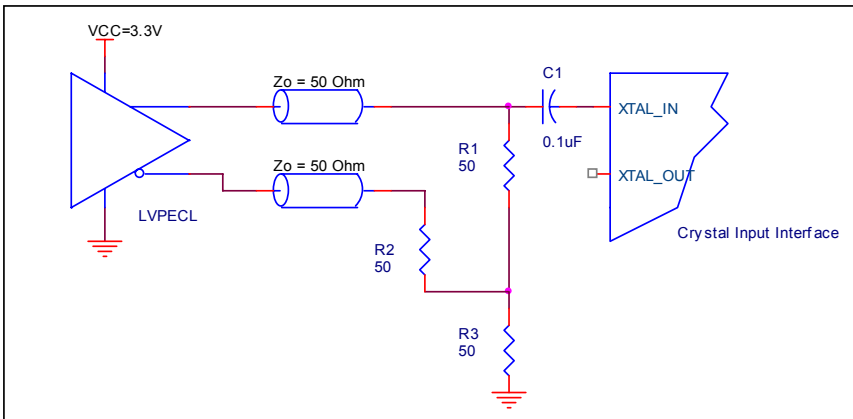 VCC=3.3V
Zo = 50 Ohm
C1
0.1uF
XTAL_IN
R1
50
Zo = 50 Ohm
XTAL_OUT
LVPECL
Crystal Input Interface
R2
50
R3
50